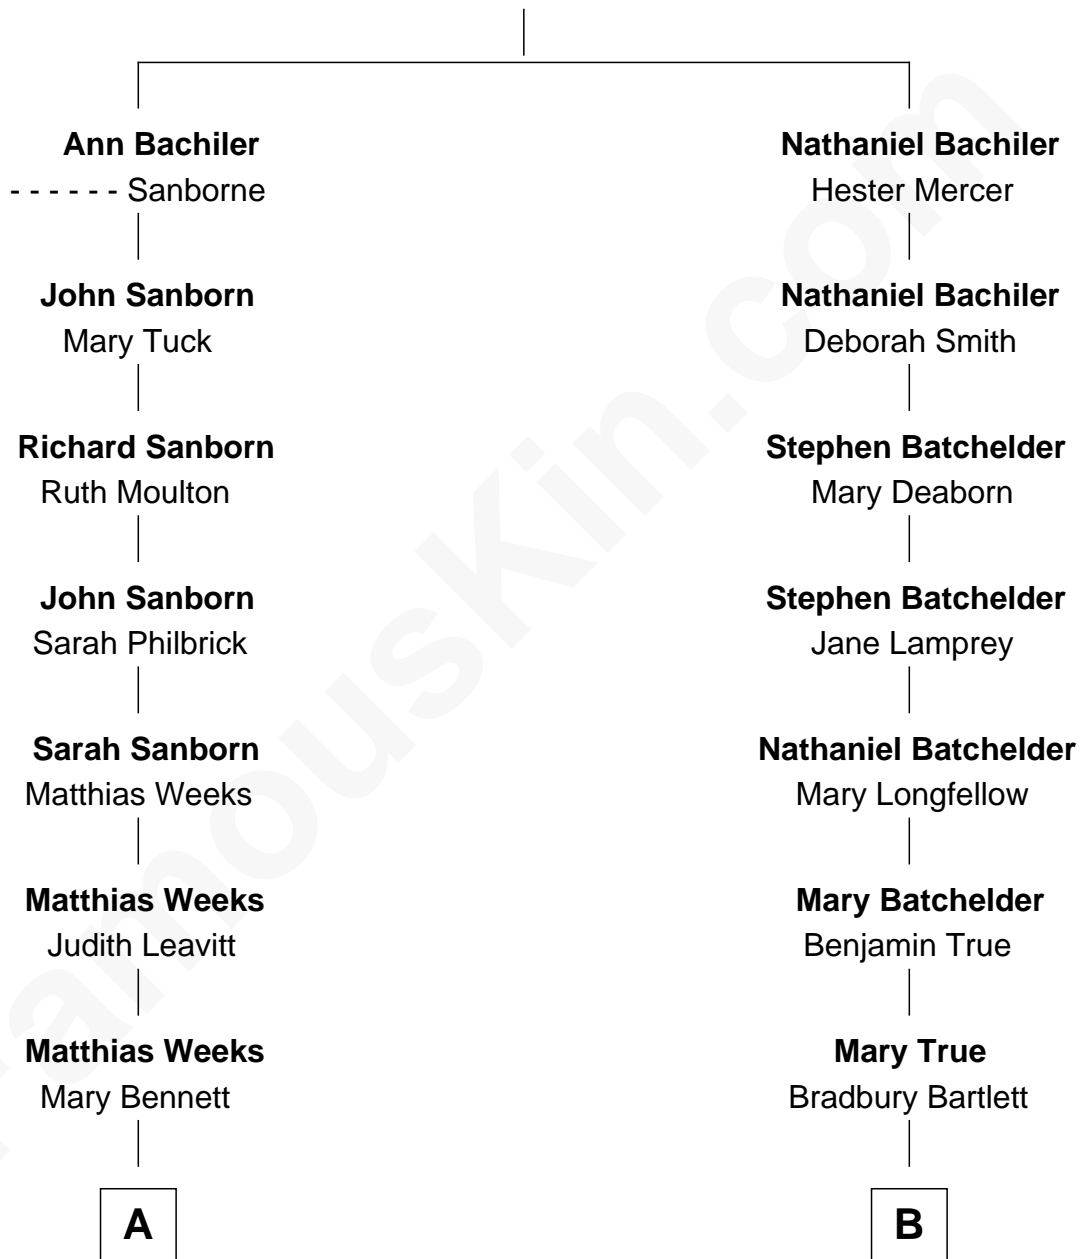 Ann Bachiler
- - - - - - Sanborne
John Sanborn
Mary Tuck
Richard Sanborn
Ruth Moulton
John Sanborn
Sarah Philbrick
Sarah Sanborn
Matthias Weeks
Matthias Weeks
Judith Leavitt
Matthias Weeks
Mary Bennett
A
Nathaniel Bachiler
Hester Mercer
Nathaniel Bachiler
Deborah Smith
Stephen Batchelder
Mary Deaborn
Stephen Batchelder
Jane Lamprey
Nathaniel Batchelder
Mary Longfellow
Mary Batchelder
Benjamin True
Mary True
Bradbury Bartlett
B
FamousKin.com